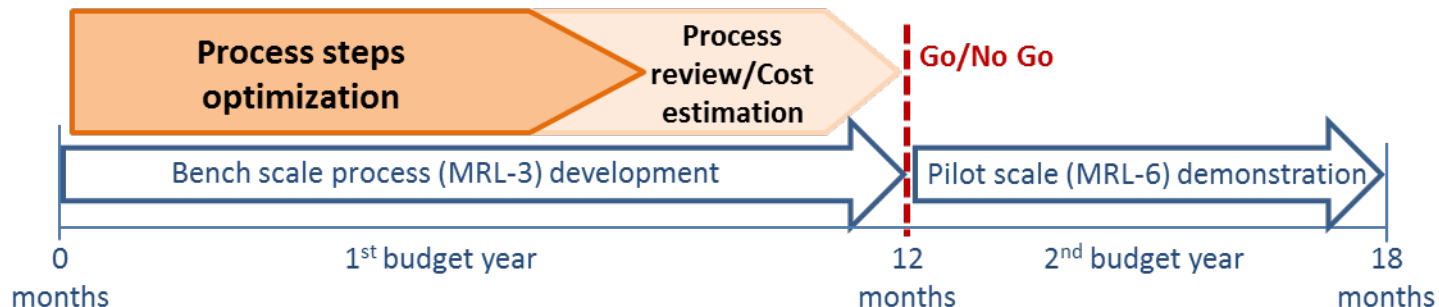 Process steps
optimization
Process
review/Cost
estimation
Go/No Go
Bench scale process (MRL-3) development
Pilot scale (MRL-6) demonstration
0
months
1st budget year
12
months
2nd budget year
18
months